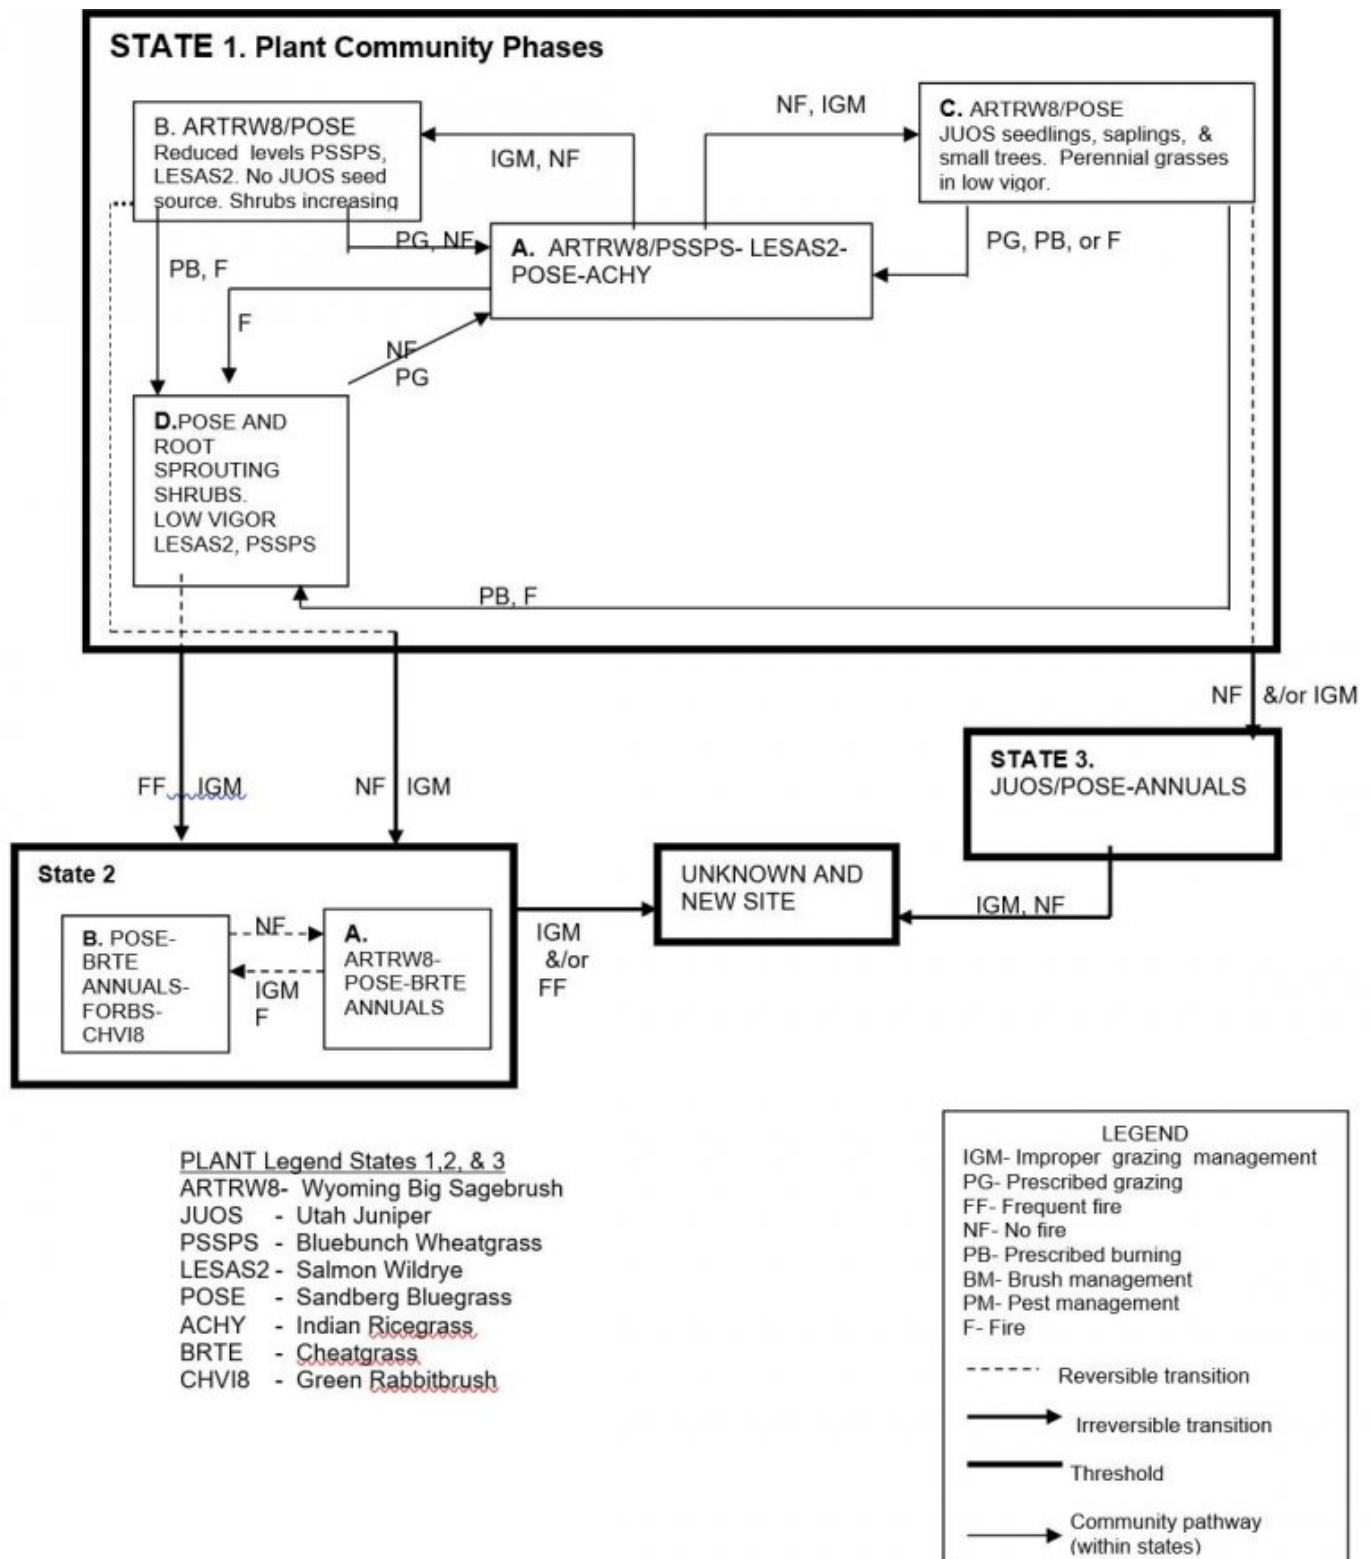 STATE 1. Plant Community Phases
B. ARTRW8/POSE
Reduced levels PSSPS,
LESAS2. No JUOS seed
source. Shrubs increasing
IGM, NF
NF, IGM
C. ARTRW8/POSE
JUOS seedlings, saplings, &
small trees. Perennial grasses
in low vigor.
PG, NF
A. ARTRW8/PSSPS- LESAS2-
POSE-ACHY
PG, PB, or F
PB, F
F
NF
PG
D.POSE AND
ROOT
SPROUTING
SHRUBS.
LOW VIGOR
LESAS2, PSSPS
PB, F
NF &/or IGM
FF IGM
NF IGM
STATE 3.
JUOS/POSE-ANNUALS
State 2
B. POSE-
BRTE
ANNUALS-
FORBS-
CHVI8
NF
IGM
F
A.
ARTRW8-
POSE-BRTE
ANNUALS
IGM
&/or
FF
UNKNOWN AND
NEW SITE
IGM, NF
PLANT Legend States 1,2, & 3
ARTRW8- Wyoming Big Sagebrush
JUOS - Utah Juniper
PSSPS - Bluebunch Wheatgrass
LESAS2 - Salmon Wildrye
POSE - Sandberg Bluegrass
ACHY - Indian Ricegrass
BRTE - Cheatgrass
CHVI8 - Green Rabbitbrush
LEGEND
IGM- Improper grazing management
PG- Prescribed grazing
FF- Frequent fire
NF- No fire
PB- Prescribed burning
BM- Brush management
PM- Pest management
F- Fire
Reversible transition
Irreversible transition
Threshold
Community pathway
(within states)